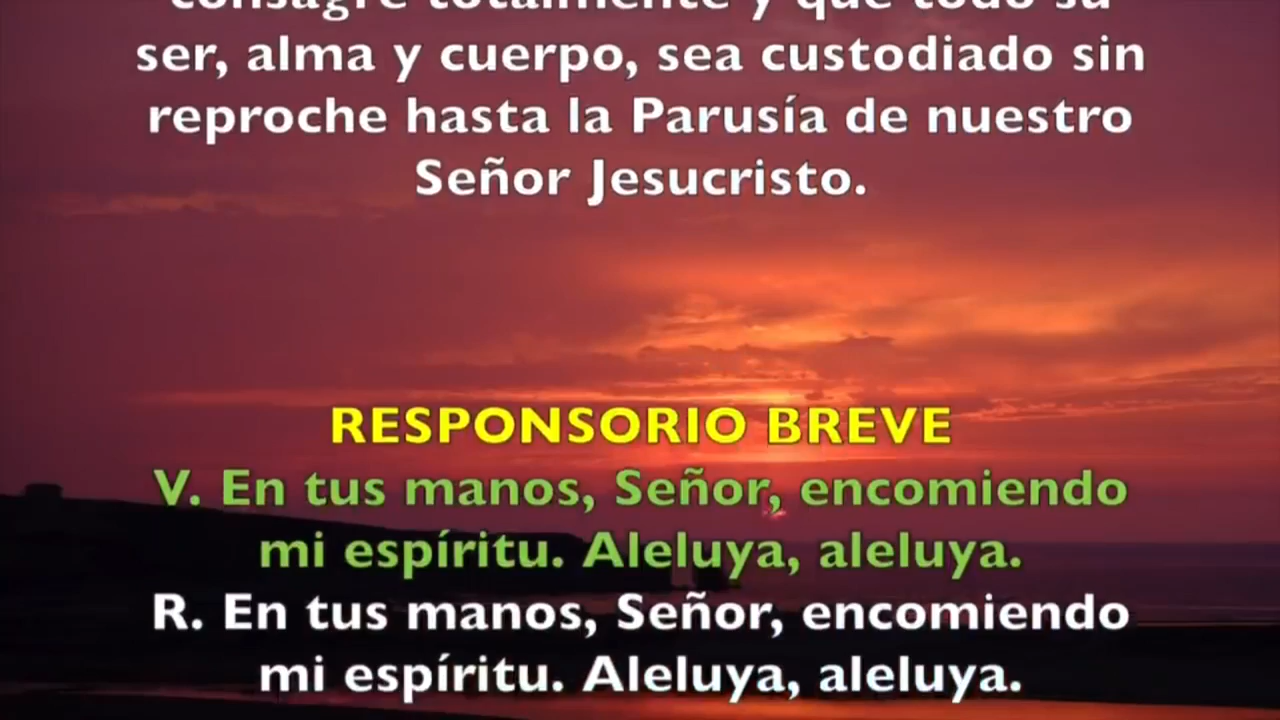 consagre totalmente y que todo su
ser, alma y cuerpo, sea custodiado sin
reproche hasta la Parusía de nuestro
Señor Jesucristo.
RESPONSORIO BREVE
V. En tus manos, Señor, encomiendo
mi espíritu. Aleluya, aleluya.
R. En tus manos, Señor, encomiendo
mi espíritu. Aleluya, aleluya.